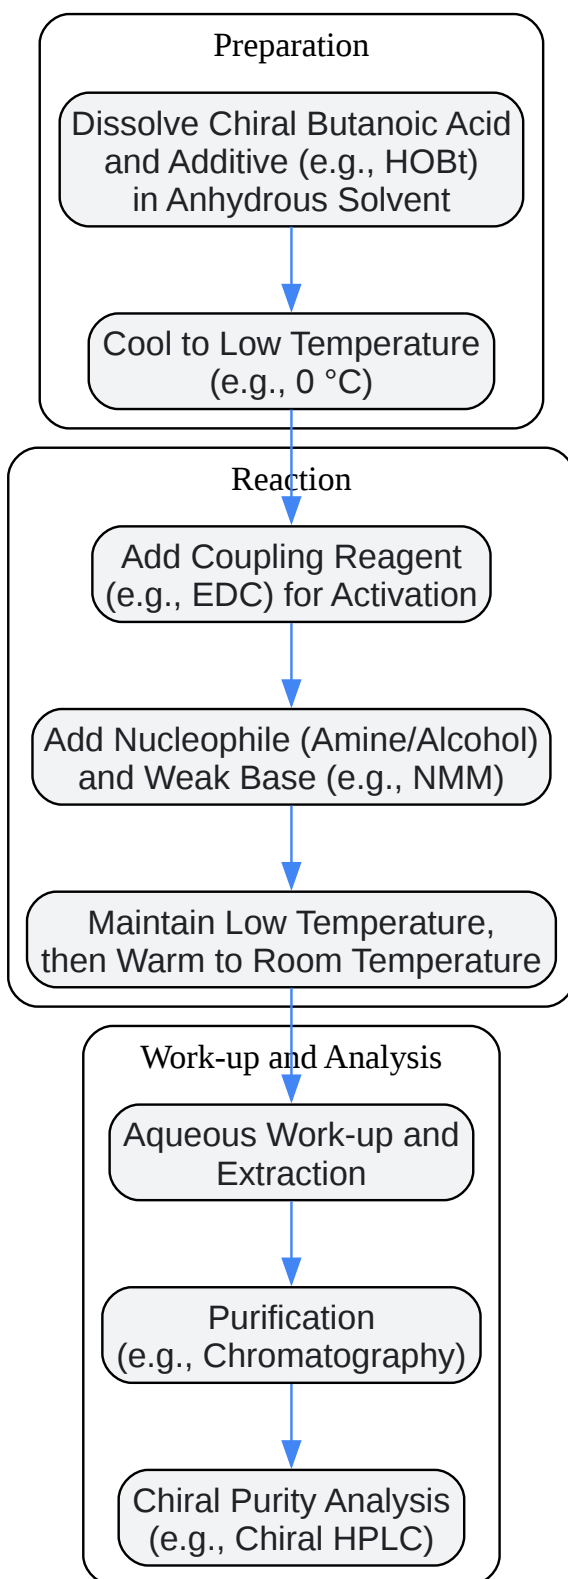 Preparation
Dissolve Chiral Butanoic Acid
and Additive (e.g., HOBt)
in Anhydrous Solvent
Cool to Low Temperature
(e.g., 0 °C)
Reaction
Add Coupling Reagent
(e.g., EDC) for Activation
Add Nucleophile (Amine/Alcohol)
and Weak Base (e.g., NMM)
Maintain Low Temperature,
then Warm to Room Temperature
Work-up and Analysis
Aqueous Work-up and
Extraction
Purification
(e.g., Chromatography)
Chiral Purity Analysis
(e.g., Chiral HPLC)